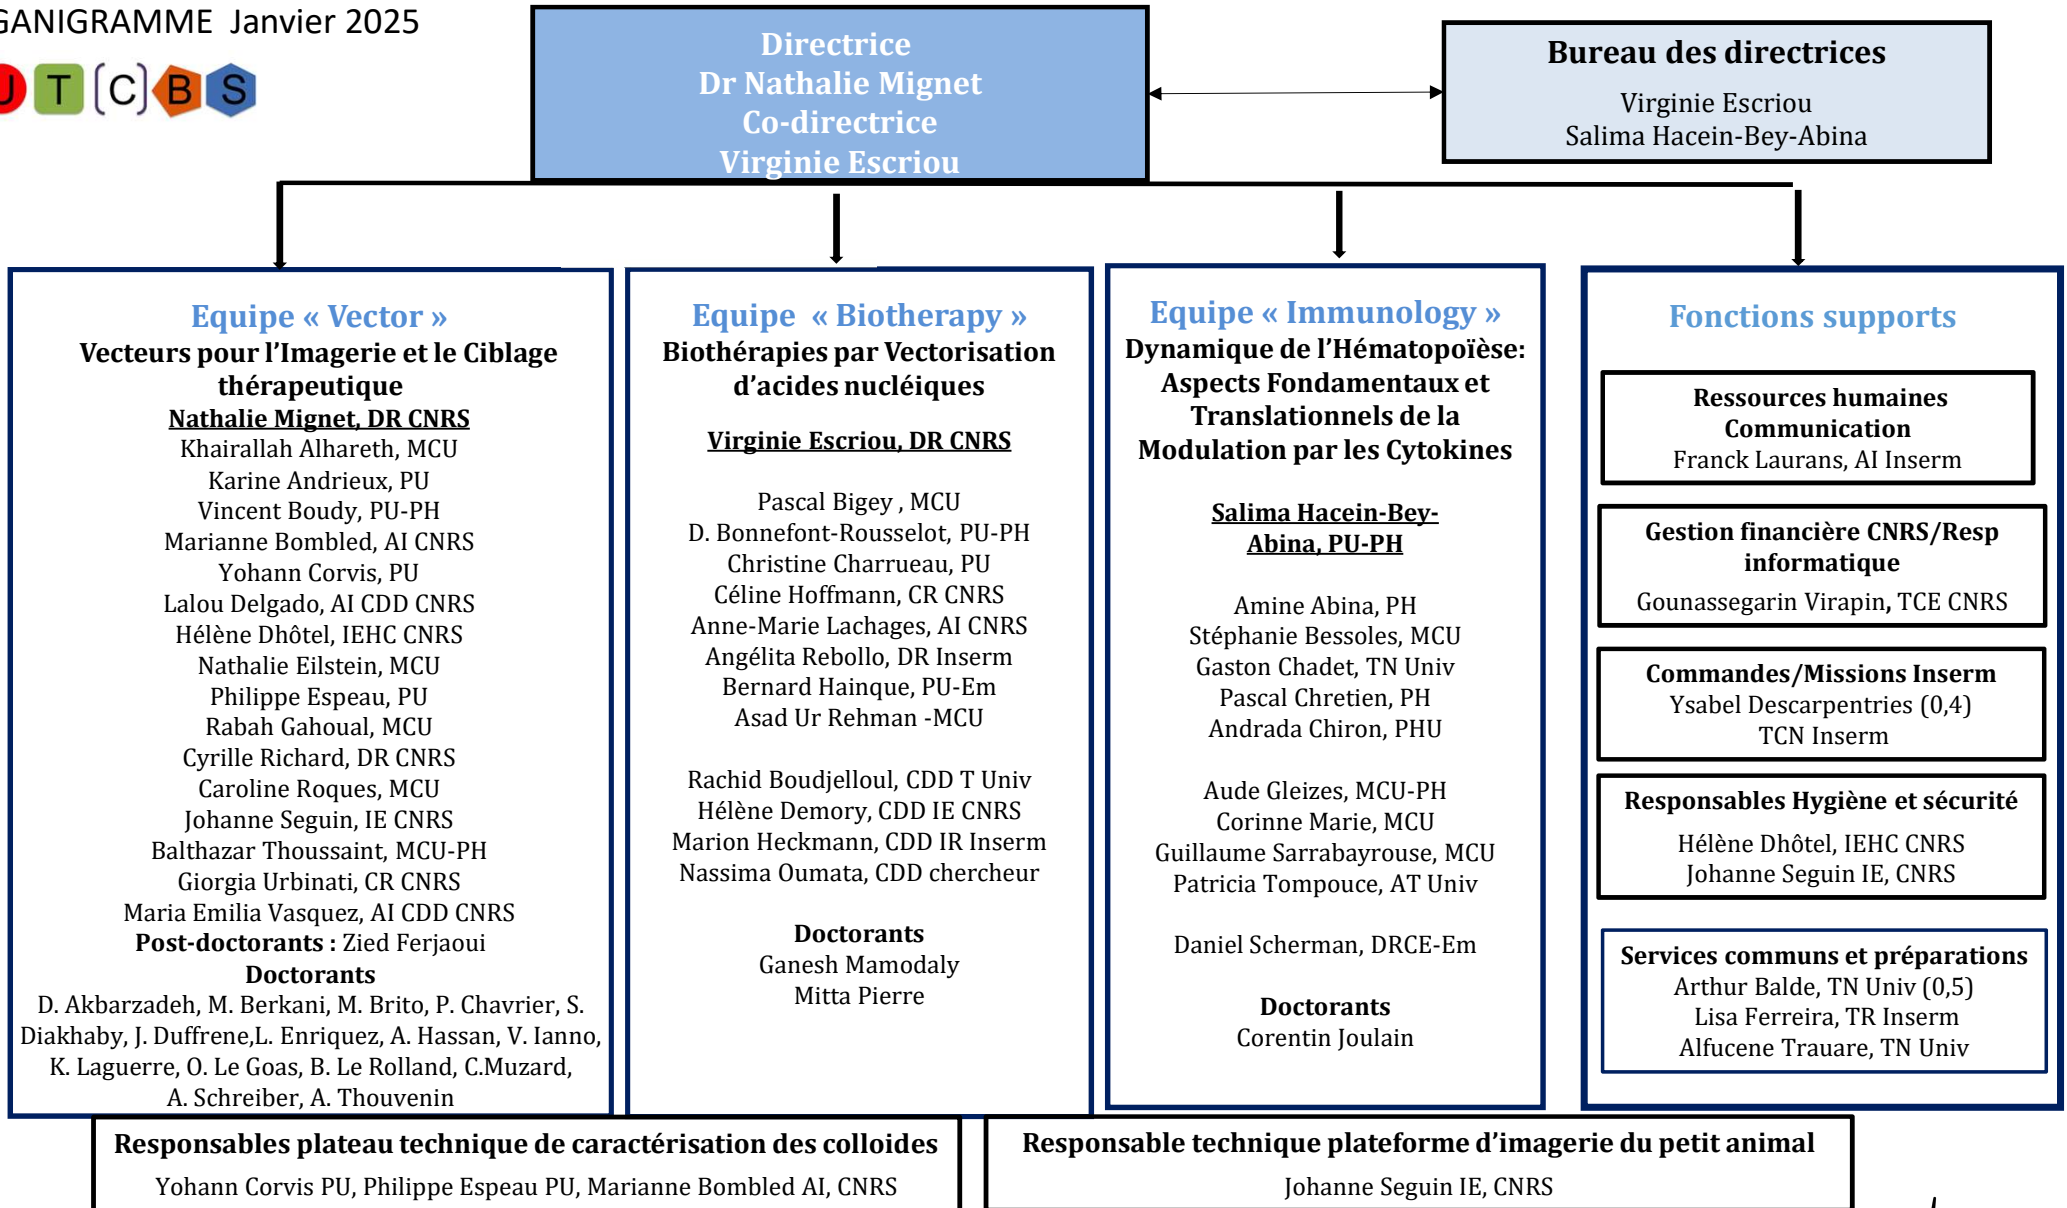 GANIGRAMME Janvier 2025
U T [C] B S
Directrice
Dr Nathalie Mignet
Co-directrice
Virginie Escriou
Bureau des directrices
Virginie Escriou
Salima Hacein-Bey-Abina
Equipe « Vector »
Vecteurs pour l’Imagerie et le Ciblage
thérapeutique
Nathalie Mignet, DR CNRS
Khairallah Alhareth, MCU
Karine Andrieux, PU
Vincent Boudy, PU-PH
Marianne Bombled, AI CNRS
Yohann Corvis, PU
Lalou Delgado, AI CDD CNRS
Hélène Dhôtel, IEHC CNRS
Nathalie Eilstein, MCU
Philippe Espeau, PU
Rabah Gahoual, MCU
Cyrille Richard, DR CNRS
Caroline Roques, MCU
Johanne Seguin, IE CNRS
Balthazar Thoussaint, MCU-PH
Giorgia Urbinati, CR CNRS
Maria Emilia Vasquez, AI CDD CNRS
Post-doctorants : Zied Ferjaoui
Doctorants
D. Akbarzadeh, M. Berkani, M. Brito, P. Chavrier, S.
Diakhaby, J. Duffrene,L. Enriquez, A. Hassan, V. Ianno,
K. Laguerre, O. Le Goas, B. Le Rolland, C.Muzard,
A. Schreiber, A. Thouvenin
Equipe « Biotherapy »
Biothérapies par Vectorisation
d’acides nucléiques
Virginie Escriou, DR CNRS
Pascal Bigey , MCU
D. Bonnefont-Rousselot, PU-PH
Christine Charrueau, PU
Céline Hoffmann, CR CNRS
Anne-Marie Lachages, AI CNRS
Angélita Rebollo, DR Inserm
Bernard Hainque, PU-Em
Asad Ur Rehman -MCU
Rachid Boudjelloul, CDD T Univ
Hélène Demory, CDD IE CNRS
Marion Heckmann, CDD IR Inserm
Nassima Oumata, CDD chercheur
Doctorants
Ganesh Mamodaly
Mitta Pierre
Equipe « Immunology »
Dynamique de l’Hématopoïèse:
Aspects Fondamentaux et
Translationnels de la
Modulation par les Cytokines
Salima Hacein-Bey-
Abina, PU-PH
Amine Abina, PH
Stéphanie Bessoles, MCU
Gaston Chadet, TN Univ
Pascal Chretien, PH
Andrada Chiron, PHU
Aude Gleizes, MCU-PH
Corinne Marie, MCU
Guillaume Sarrabayrouse, MCU
Patricia Tompouce, AT Univ
Daniel Scherman, DRCE-Em
Doctorants
Corentin Joulain
Fonctions supports
Ressources humaines
Communication
Franck Laurans, AI Inserm
Gestion financière CNRS/Resp
informatique
Gounassegarin Virapin, TCE CNRS
Commandes/Missions Inserm
Ysabel Descarpentries (0,4)
TCN Inserm
Responsables Hygiène et sécurité
Hélène Dhôtel, IEHC CNRS
Johanne Seguin IE, CNRS
Services communs et préparations
Arthur Balde, TN Univ (0,5)
Lisa Ferreira, TR Inserm
Alfucene Trauare, TN Univ
Responsables plateau technique de caractérisation des colloides
Yohann Corvis PU, Philippe Espeau PU, Marianne Bombled AI, CNRS
Responsable technique plateforme d’imagerie du petit animal
Johanne Seguin IE, CNRS